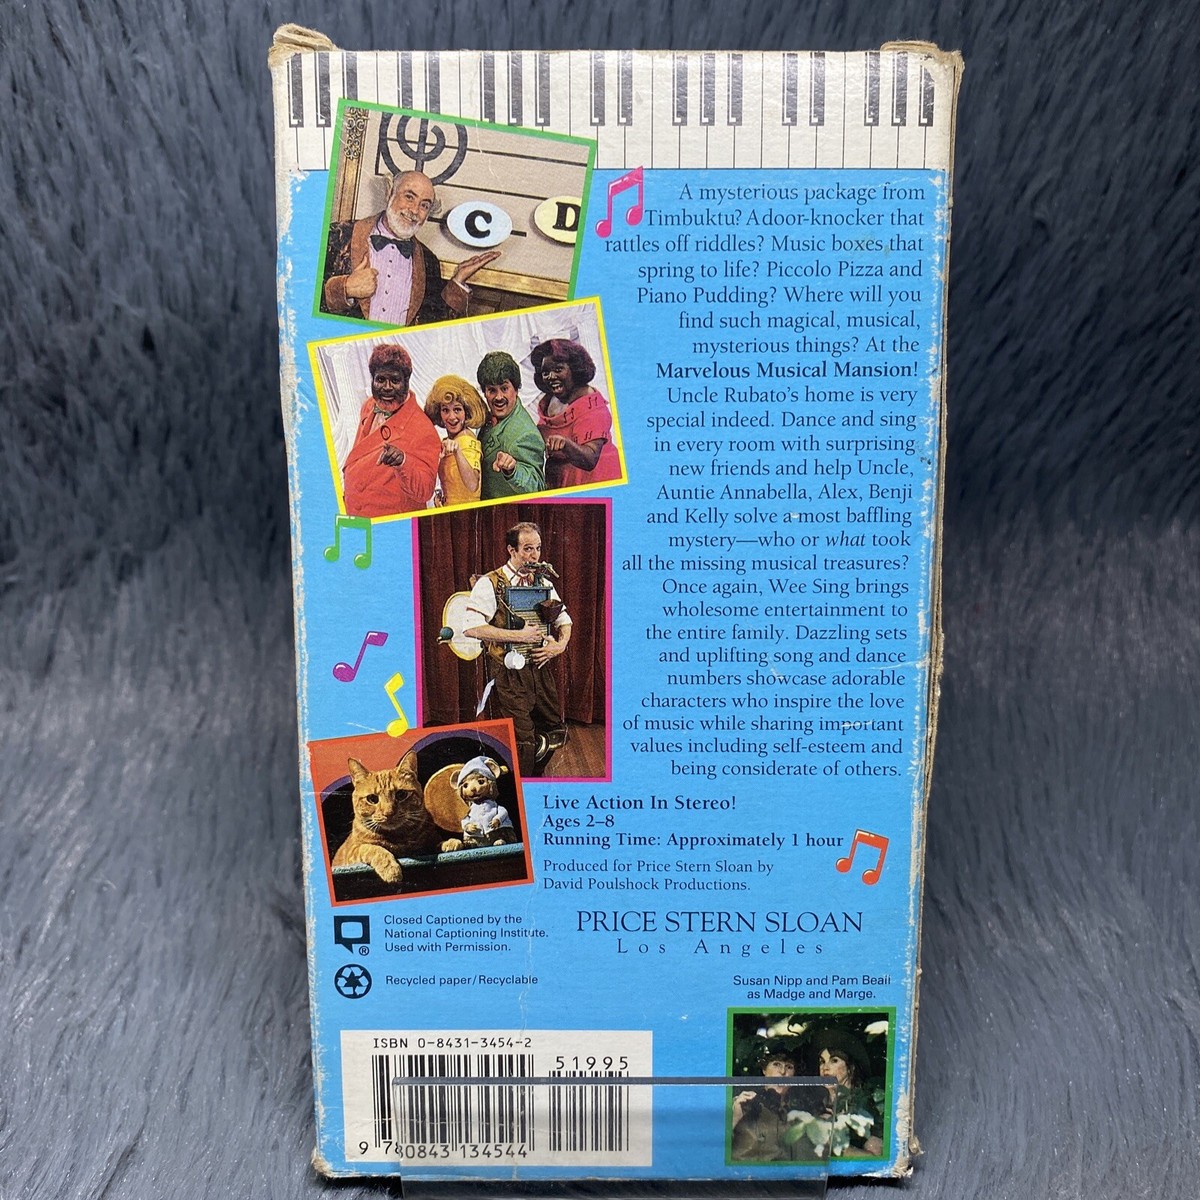 C
D
A mysterious package from
Timbuktu? A door-knocker that
rattles off riddles? Music boxes that
spring to life? Piccolo Pizza and
Piano Pudding? Where will you
find such magical, musical,
mysterious things? At the
Marvelous Musical Mansion!
Uncle Rubato's home is very
special indeed. Dance and sing
in every room with surprising
new friends and help Uncle,
Auntie Annabella, Alex, Benji
and Kelly solve a most baffling
mystery—who or what took
all the missing musical treasures?
Once again, Wee Sing brings
wholesome entertainment to
the entire family. Dazzling sets
and uplifting song and dance
numbers showcase adorable
characters who inspire the love
of music while sharing important
values including self-esteem and
being considerate of others.
Live Action In Stereo!
Ages 2–8
Running Time: Approximately 1 hour
Produced for Price Stern Sloan by
David Poulshock Productions.
Closed Captioned by the
National Captioning Institute.
Used with Permission.
®
PRICE STERN SLOAN
Los Angeles
Recycled paper/Recyclable
Susan Nipp and Pam Beall
as Madge and Marge.
ISBN 0-8431-3454-2
51995
9 780843 134544